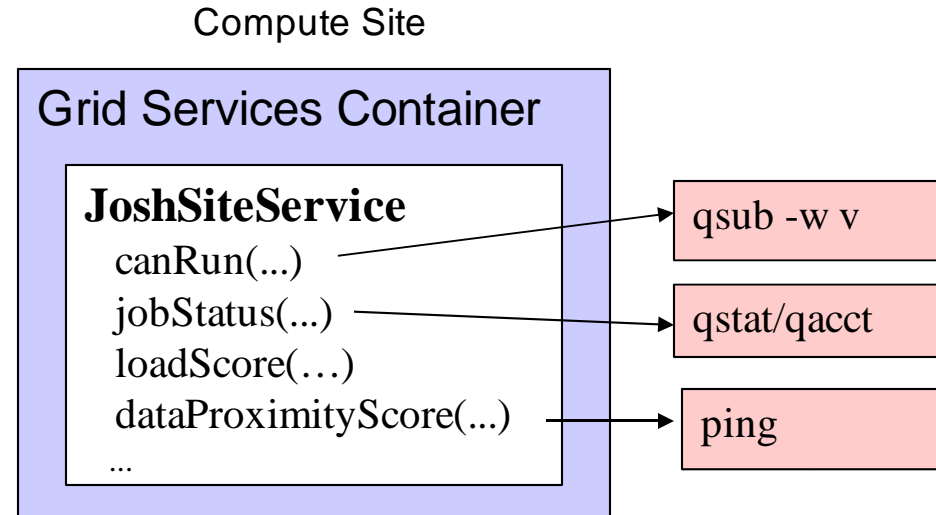 Compute Site
Grid Services Container
JoshSiteService
canRun(...)
jobStatus(...)
loadScore(…)
dataProximityScore(...)
...
qsub -w v
qstat/qacct
ping